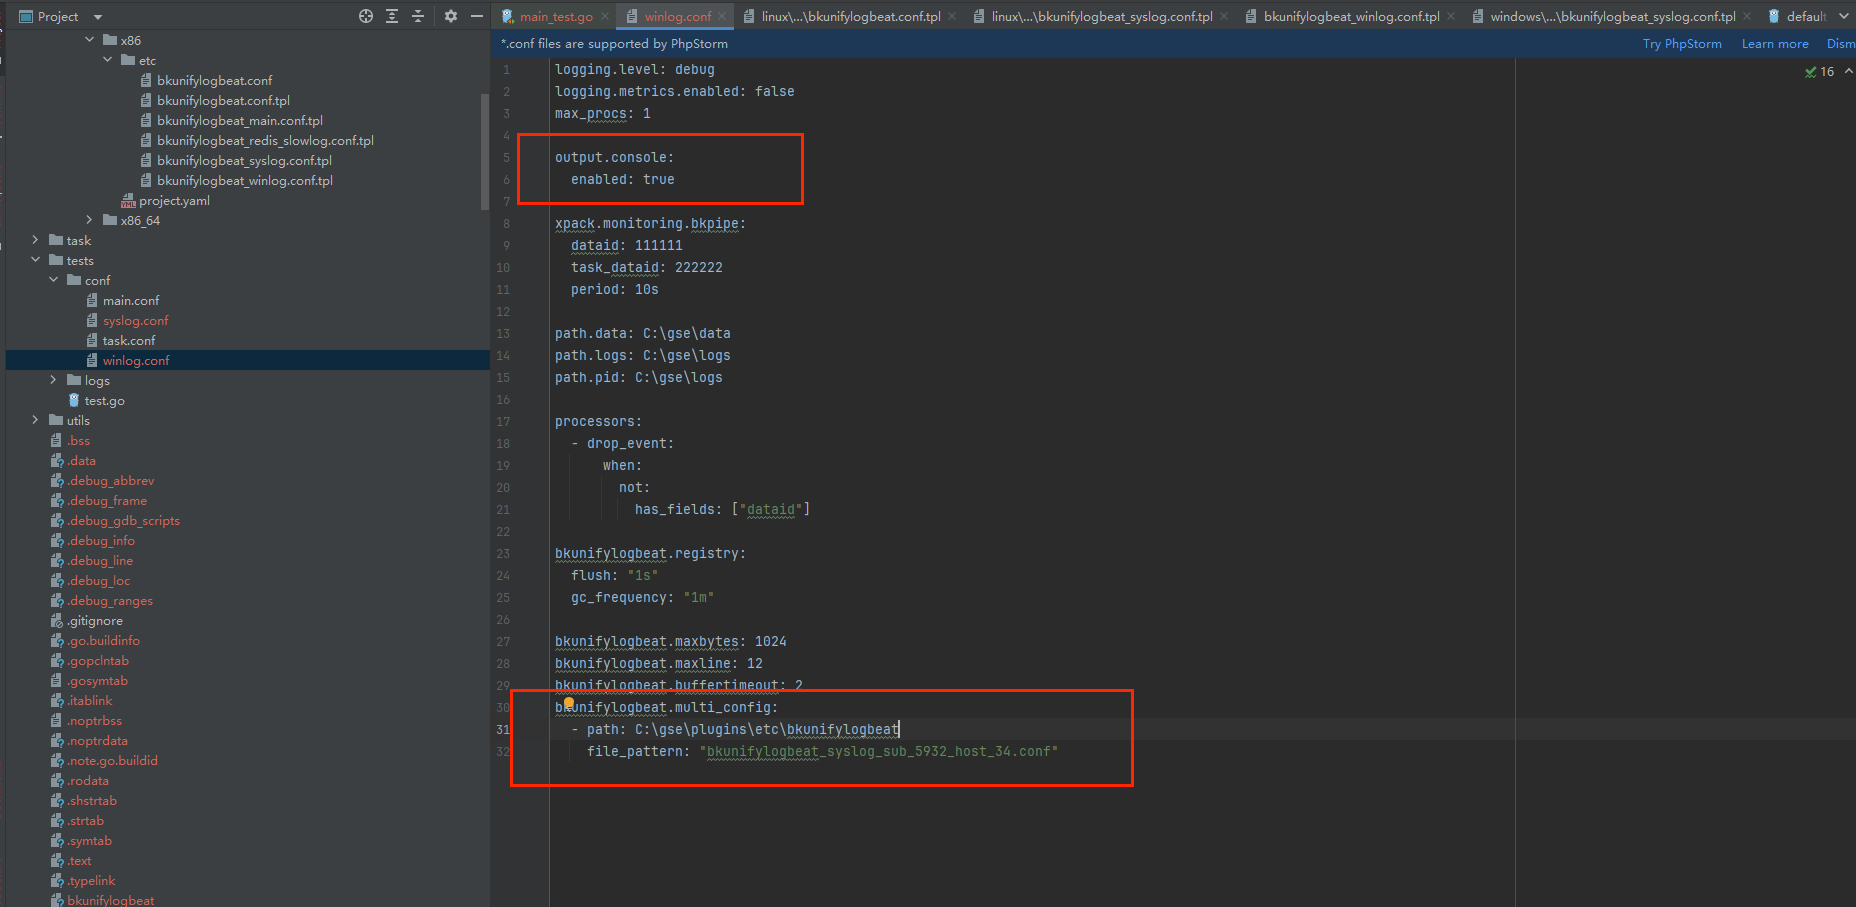 Project
x86
etc
bkunifylogbeat.conf
bkunifylogbeat.conf.tpl
bkunifylogbeat_main.conf.tpl
bkunifylogbeat_redis_slowlog.conf.tpl
bkunifylogbeat_syslog.conf.tpl
bkunifylogbeat_winlog.conf.tpl
project.yaml
x86_64
task
tests
conf
main.conf
syslog.conf
task.conf
winlog.conf
logs
test.go
utils
.bss
.data
.debug_abbrev
.debug_frame
.debug_gdb_scripts
.debug_info
.debug_line
.debug_loc
.debug_ranges
.gitignore
.go.buildinfo
.gopclntab
.gosymtab
.itablink
.noptrbss
.noptrdata
.note.go.buildid
.rodata
.shstrtab
.strtab
.symtab
.text
.typelink
bkunifylogbeat
main_test.go
winlog.conf
linux\...\bkunifylogbeat.conf.tpl
linux\...\bkunifylogbeat_syslog.conf.tpl
bkunifylogbeat_winlog.conf.tpl
windows\...\bkunifylogbeat_syslog.conf.tpl
default
*.conf files are supported by PhpStorm
Try PhpStorm
Learn more
Dism
16
1 logging.level: debug
2 logging.metrics.enabled: false
3 max_procs: 1
4
5 output.console:
6 enabled: true
7
8 xpack.monitoring.bkpipe:
9 dataid: 111111
10 task_dataid: 222222
11 period: 10s
12
13 path.data: C:\gse\data
14 path.logs: C:\gse\logs
15 path.pid: C:\gse\logs
16
17 processors:
18 - drop_event:
19 when:
20 not:
21 has_fields: ["dataid"]
22
23 bkunifylogbeat.registry:
24 flush: "1s"
25 gc_frequency: "1m"
26
27 bkunifylogbeat.maxbytes: 1024
28 bkunifylogbeat.maxline: 12
29 bkunifylogbeat.buffertimeout: 2
30 bkunifylogbeat.multi_config:
31 - path: C:\gse\plugins\etc\bkunifylogbeat
32 file_pattern: "bkunifylogbeat_syslog_sub_5932_host_34.conf"